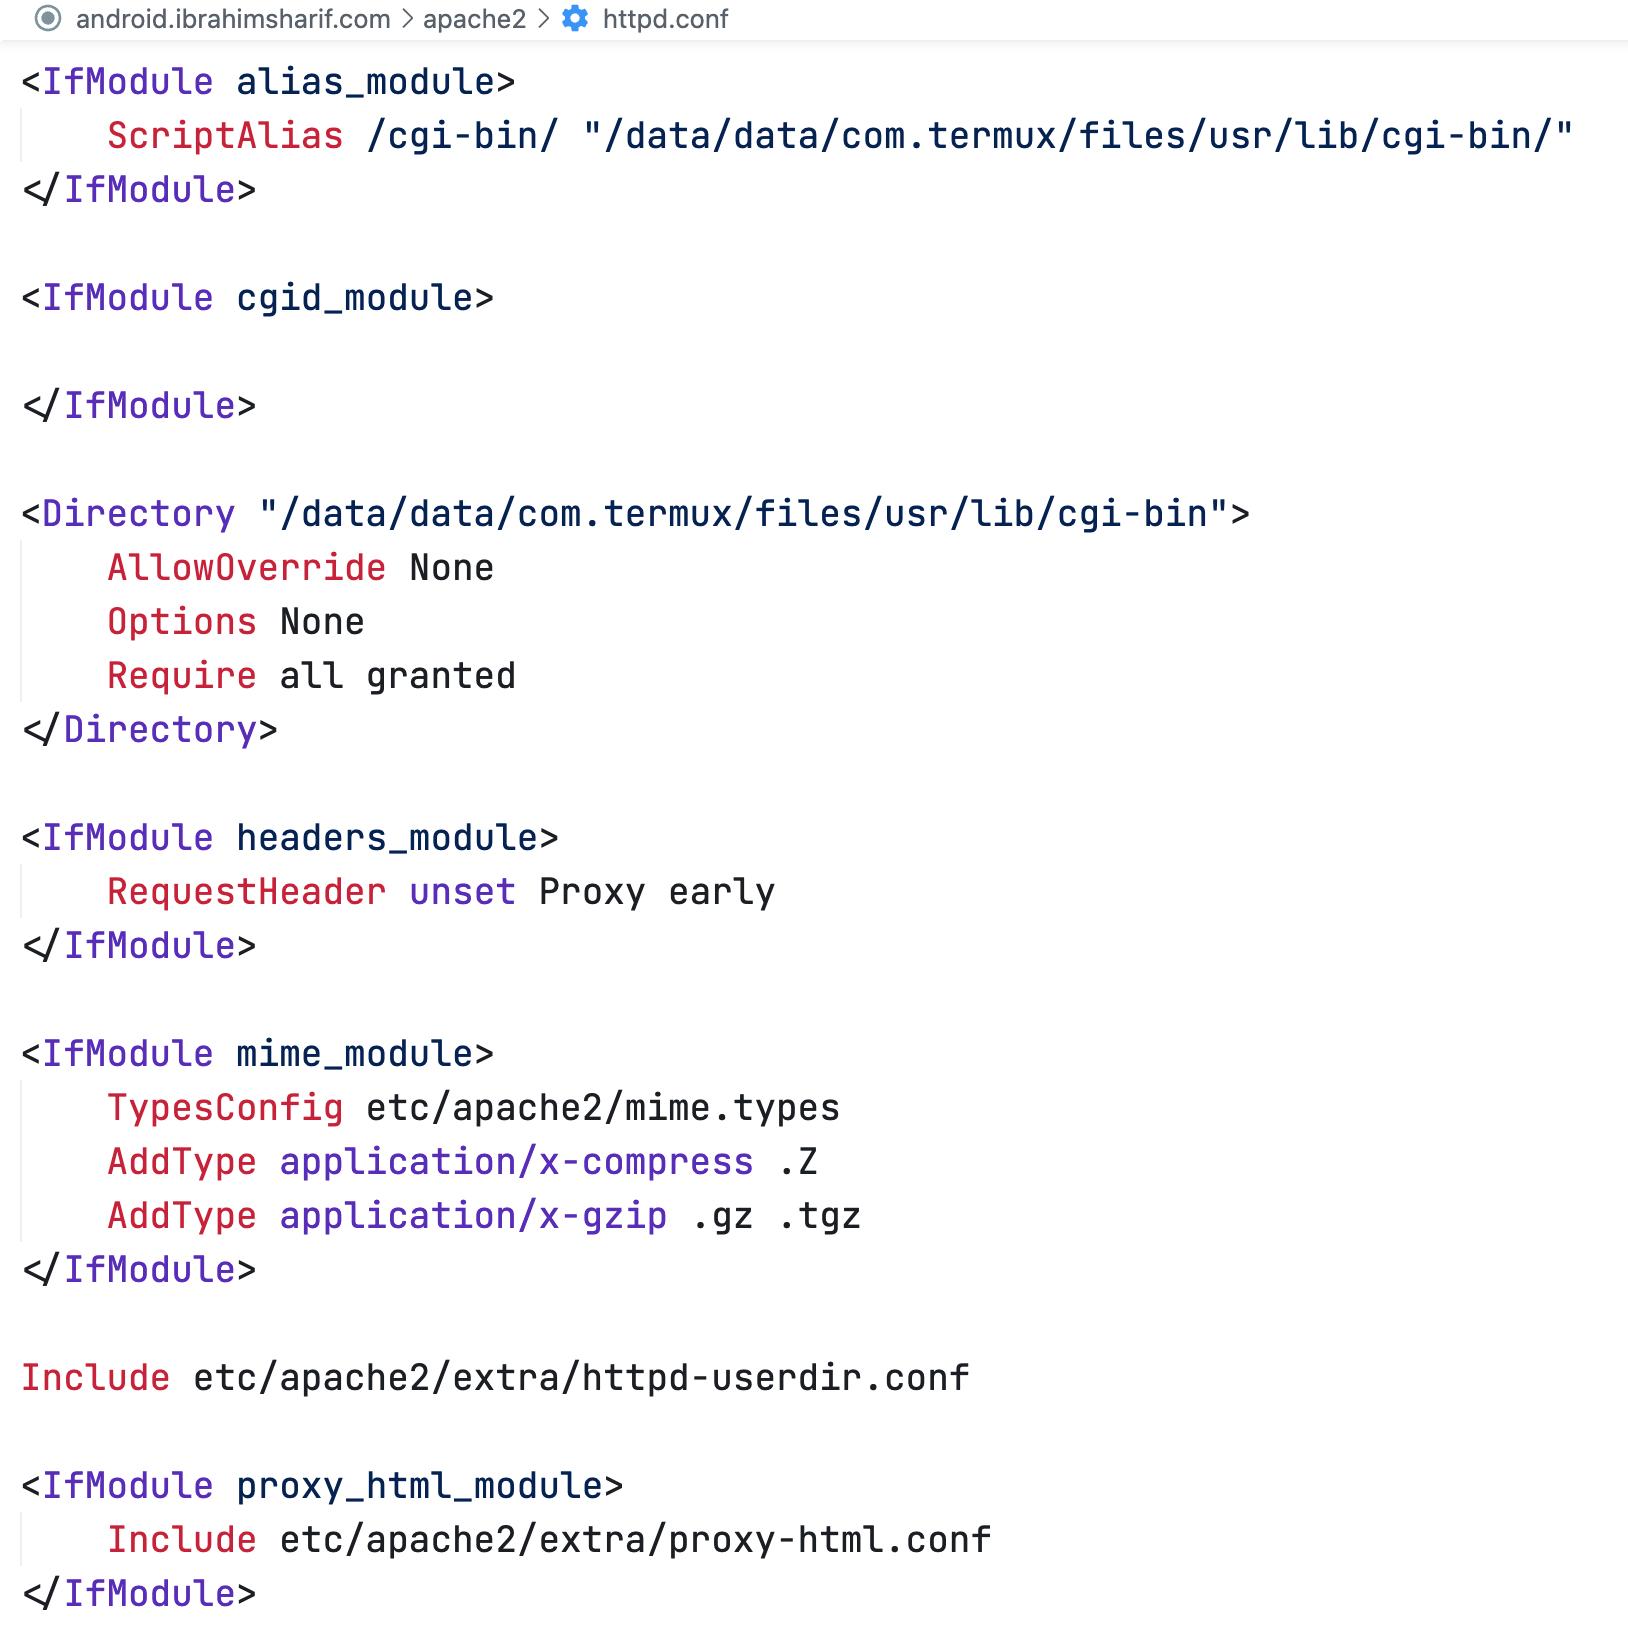 android.ibrahimsharif.com > apache2 > httpd.conf
<IfModule alias_module>
    ScriptAlias /cgi-bin/ "/data/data/com.termux/files/usr/lib/cgi-bin/"
</IfModule>

<IfModule cgid_module>

</IfModule>

<Directory "/data/data/com.termux/files/usr/lib/cgi-bin">
    AllowOverride None
    Options None
    Require all granted
</Directory>

<IfModule headers_module>
    RequestHeader unset Proxy early
</IfModule>

<IfModule mime_module>
    TypesConfig etc/apache2/mime.types
    AddType application/x-compress .Z
    AddType application/x-gzip .gz .tgz
</IfModule>

Include etc/apache2/extra/httpd-userdir.conf

<IfModule proxy_html_module>
    Include etc/apache2/extra/proxy-html.conf
</IfModule>